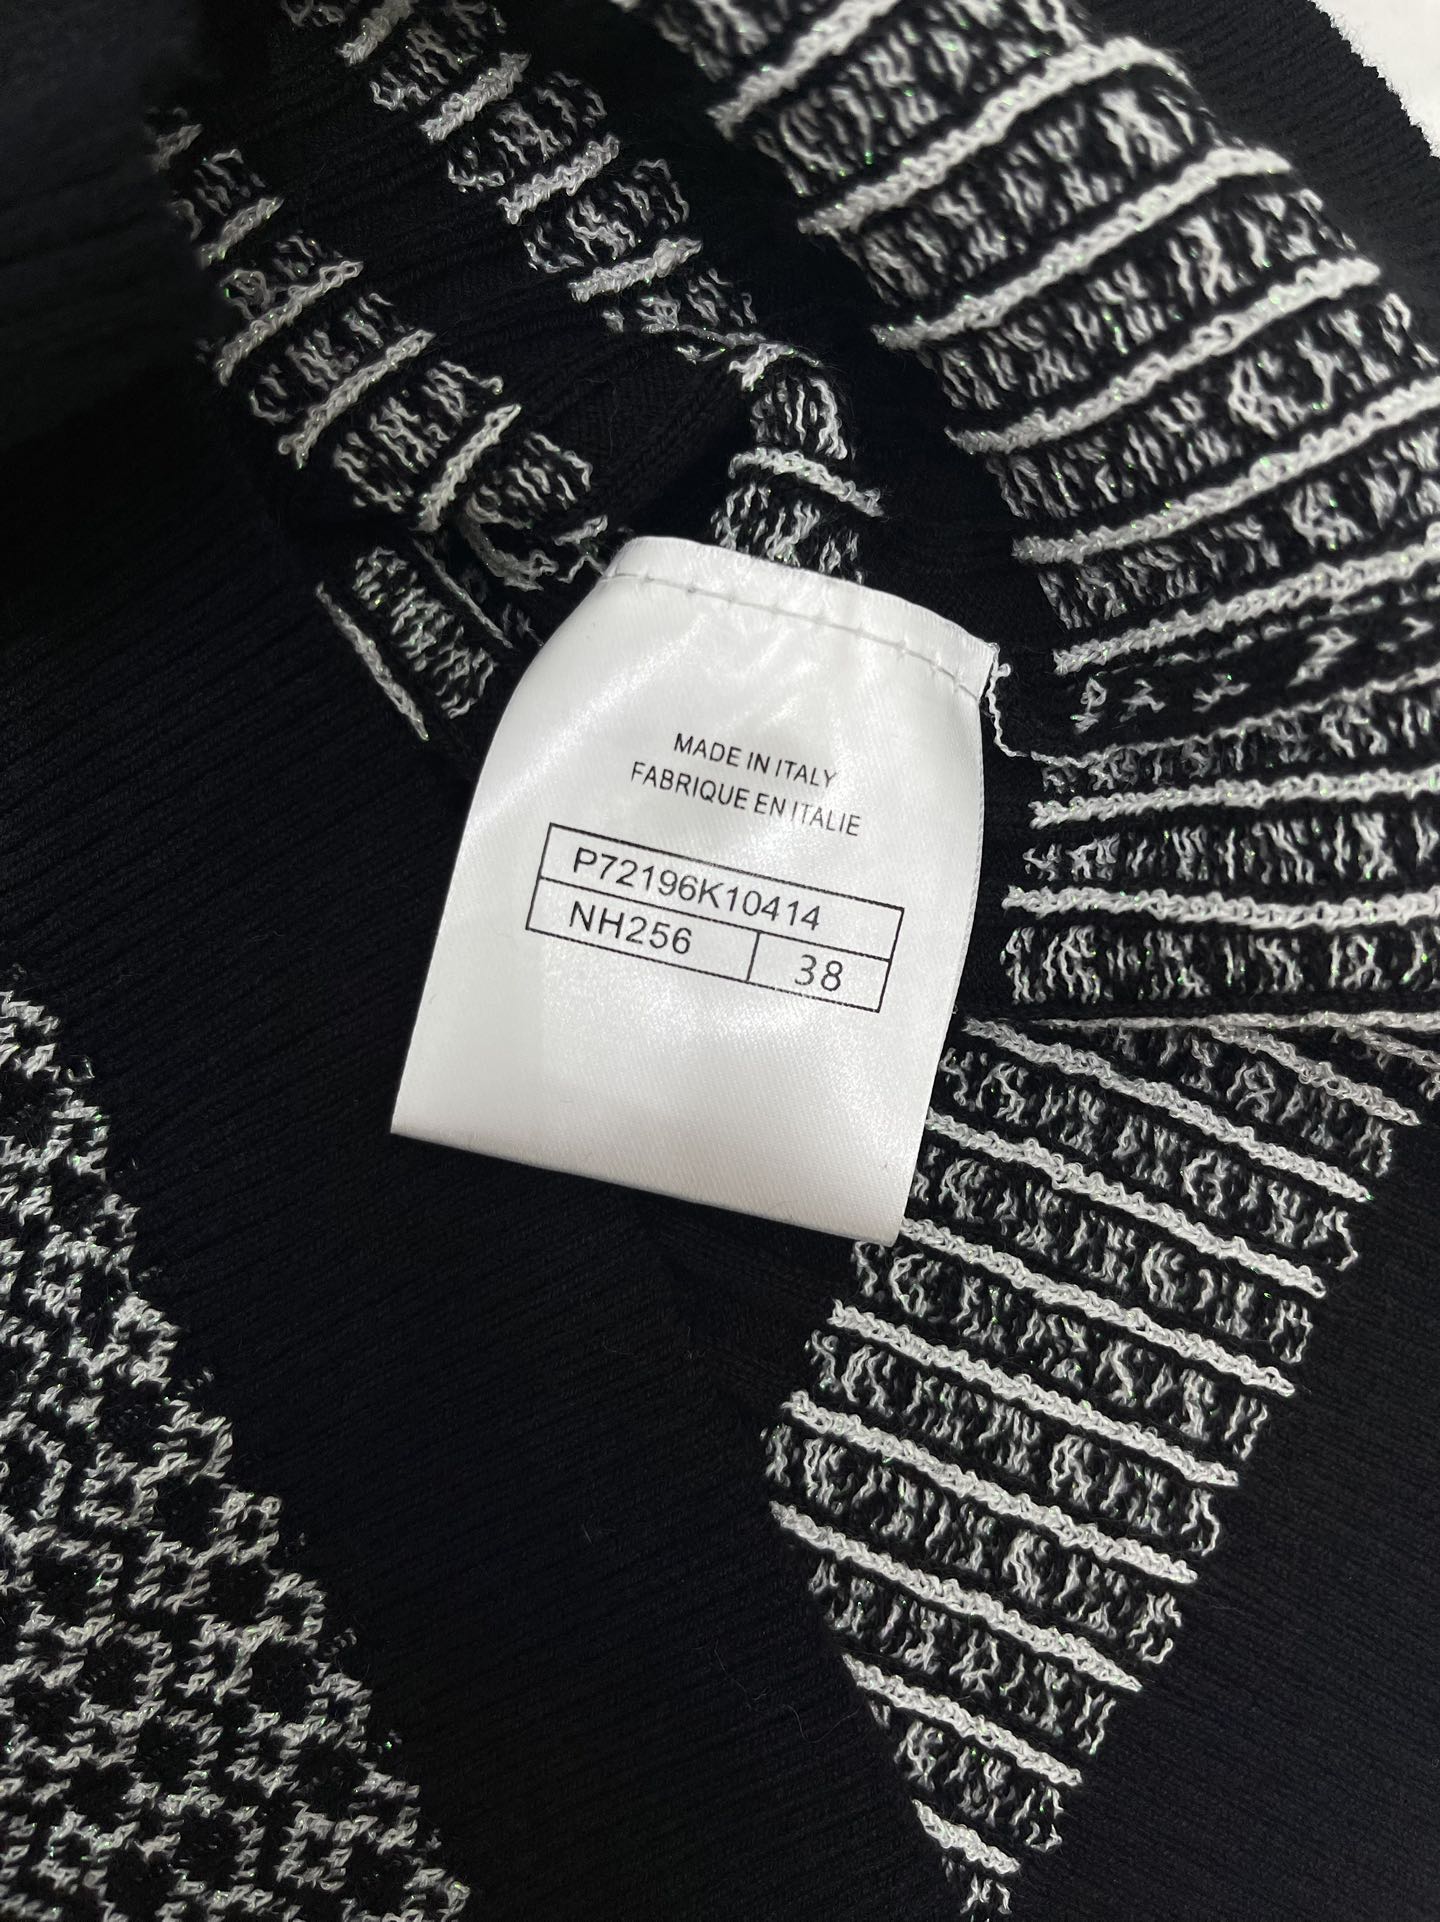 MADE IN ITALY
FABRIQUE EN ITALIE
P72196K10414
NH256 38